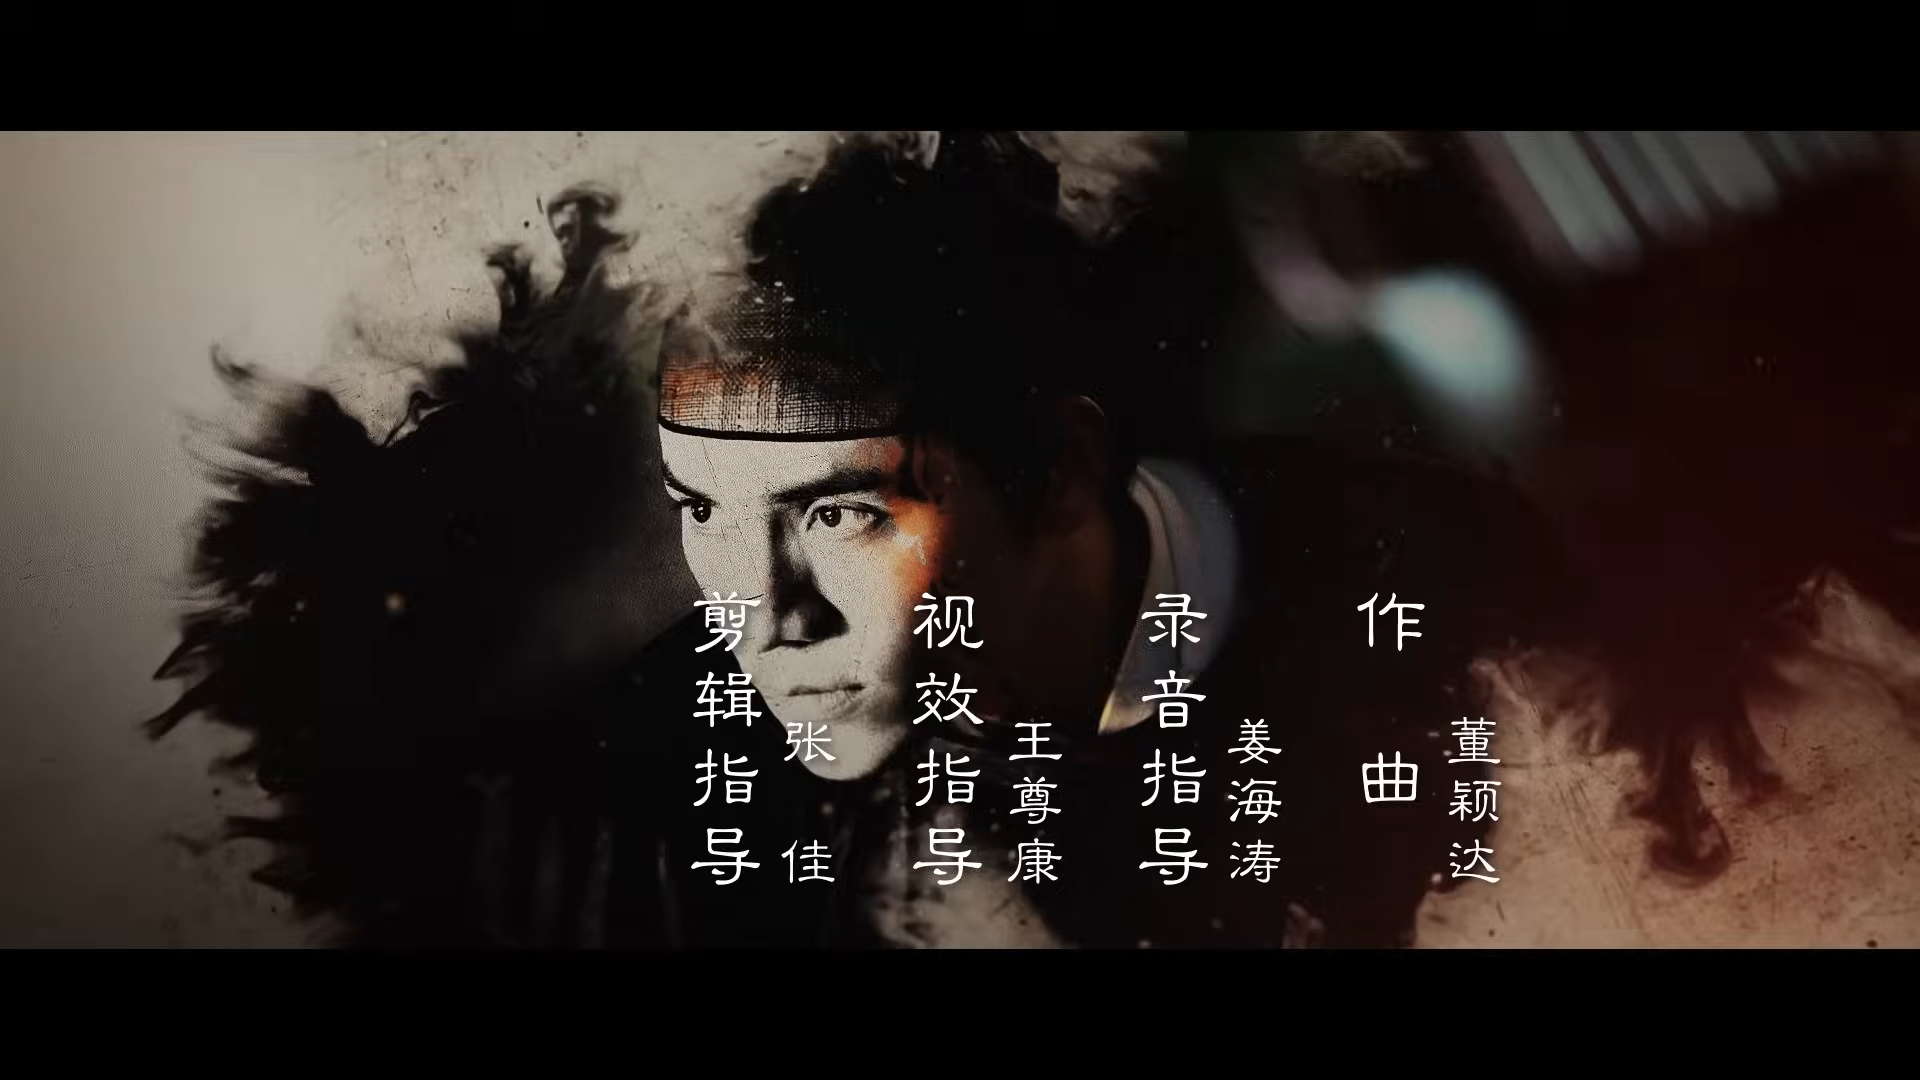 作曲
董颖达
录音指导
姜海涛
视效指导
王尊康
剪辑指导
张佳